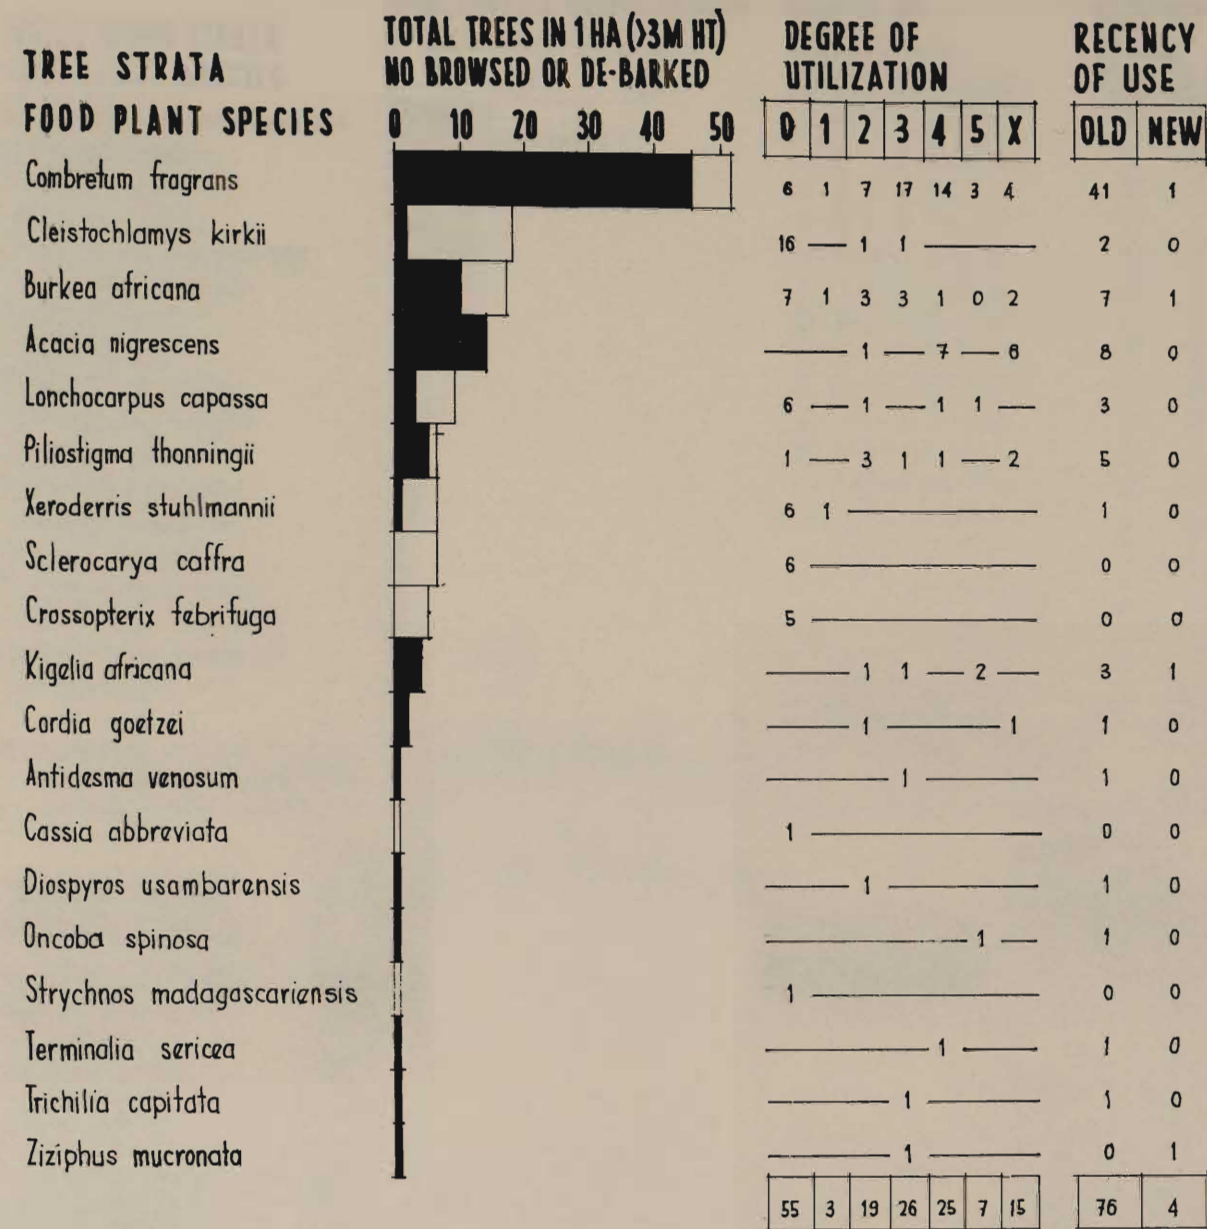 TREE STRATA
FOOD PLANT SPECIES
TOTAL TREES IN 1 HA (>3M HT)
NO BROWSED OR DE-BARKED
DEGREE OF
UTILIZATION
RECENCY
OF USE
0 10 20 30 40 50
0 1 2 3 4 5 X OLD NEW
Combretum fragrans 6 1 7 17 14 3 4 41 1
Cleistochlamys kirkii 16 — 1 1 — 2 0
Burkea africana 7 1 3 3 1 0 2 7 1
Acacia nigrescens — 1 — 7 — 6 8 0
Lonchocarpus capassa 6 — 1 — 1 1 — 3 0
Piliostigma thonningii 1 — 3 1 1 — 2 5 0
Xeroderris stuhlmannii 6 1 — 1 0
Sclerocarya caffra 6 — 0 0
Crossopterix febrifuga 5 — 0 0
Kigelia africana — 1 1 — 2 — 3 1
Cordia goetzei — 1 — 1 1 0
Antidesma venosum — 1 — 1 0
Cassia abbreviata 1 — 0 0
Diospyros usambarensis — 1 — 1 0
Oncoba spinosa — 1 — 1 0
Strychnos madagascariensis 1 — 0 0
Terminalia sericea — 1 — 1 0
Trichilia capitata — 1 — 1 0
Ziziphus mucronata — 1 — 0 1
55 3 19 26 25 7 15 76 4